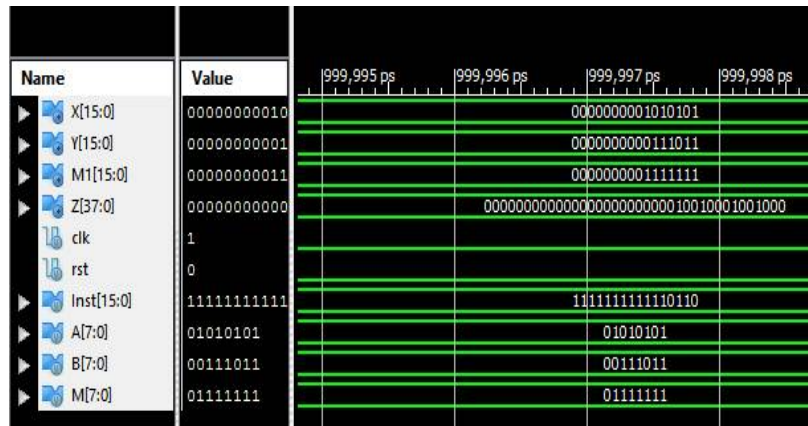 Name Value 999,995 ps 999,996 ps 999,997 ps 999,998 ps
X[15:0] 00000000010 0000000001010101
Y[15:0] 00000000001 0000000000111011
M1[15:0] 00000000011 0000000001111111
Z[37:0] 00000000000 00000000000000000000000010010001001000
clk 1
rst 0
Inst[15:0] 11111111111 1111111111110110
A[7:0] 01010101 01010101
B[7:0] 00111011 00111011
M[7:0] 01111111 01111111